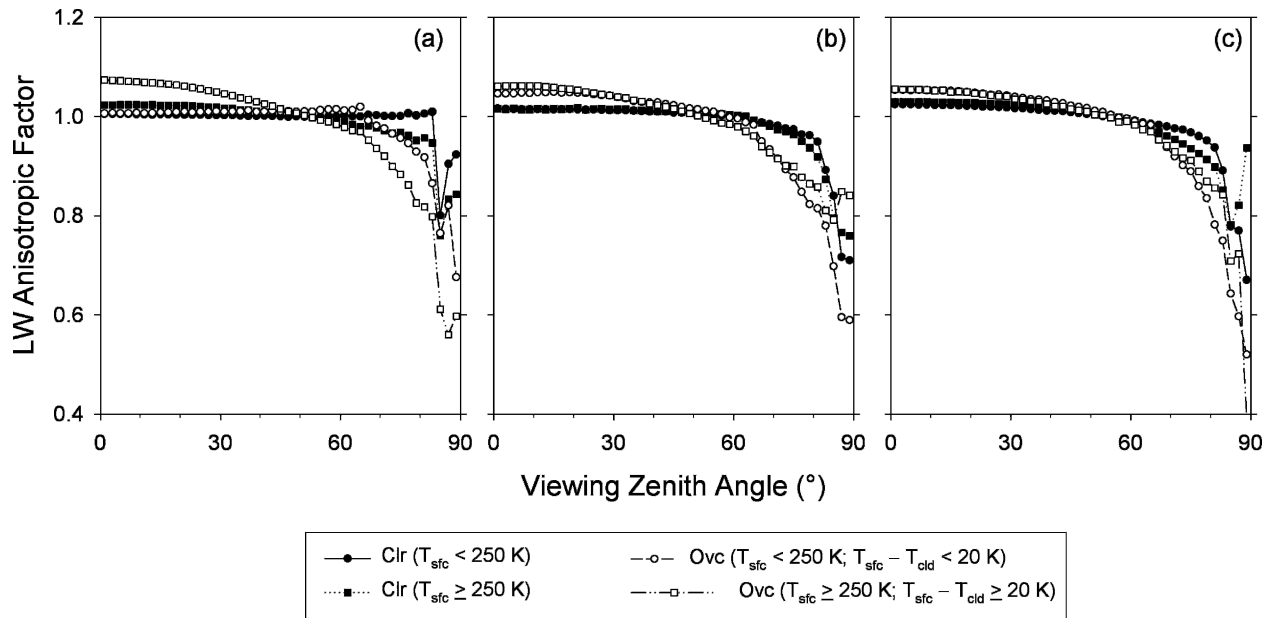 (a) (b) (c)
LW Anisotropic Factor
1.2
1.0
0.8
0.6
0.4
0 30 60 90 0 30 60 90 0 30 60 90
Viewing Zenith Angle (°)
Clr (Tsfc < 250 K)
Ovc (Tsfc < 250 K; Tsfc – Tcld < 20 K)
Clr (Tsfc ≥ 250 K)
Ovc (Tsfc ≥ 250 K; Tsfc – Tcld ≥ 20 K)